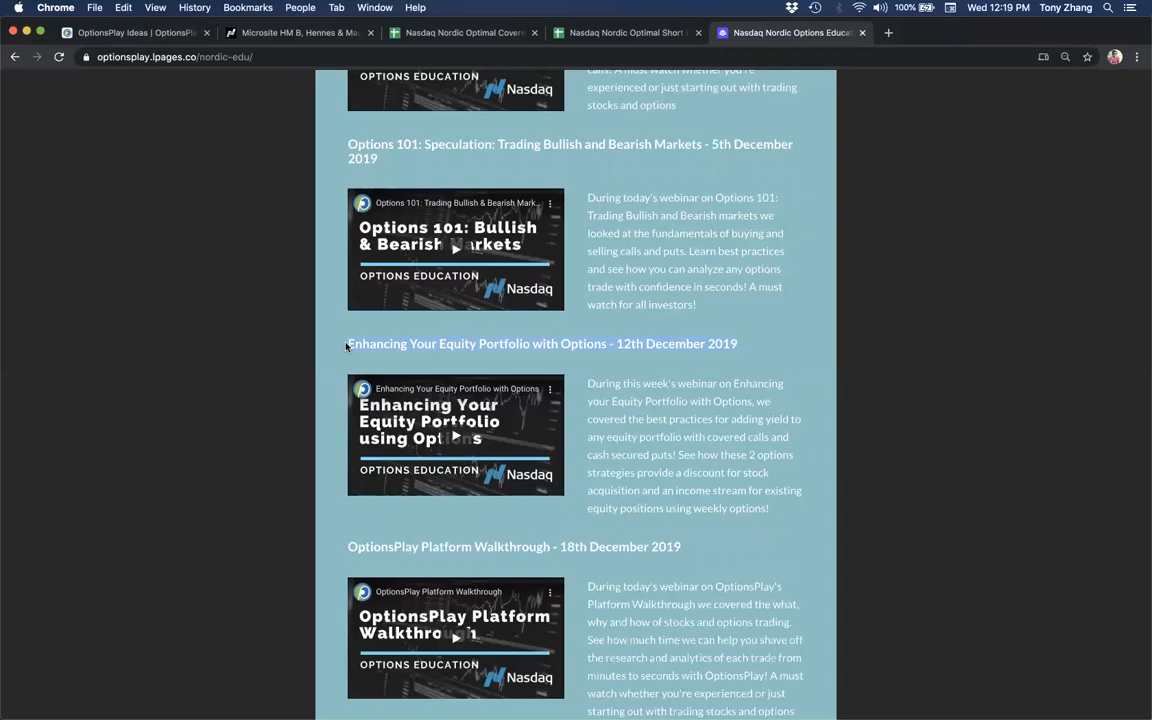 Chrome File Edit View History Bookmarks People Tab Window Help 100% Wed 12:19 PM Tony Zhang
OptionsPlay Ideas | OptionsPl Microsite HM B, Hennes & Ma Nasdaq Nordic Optimal Cover Nasdaq Nordic Optimal Short Nasdaq Nordic Options Educat
optionsplay.lpages.co/nordic-edu/
OPTIONS EDUCATION
Nasdaq
calls! A must watch whether you're
experienced or just starting out with trading
stocks and options
Options 101: Speculation: Trading Bullish and Bearish Markets - 5th December
2019
Options 101: Trading Bullish & Bearish Mark...
Options 101: Bullish
& Bearish Markets
OPTIONS EDUCATION
Nasdaq
During today's webinar on Options 101:
Trading Bullish and Bearish markets we
looked at the fundamentals of buying and
selling calls and puts. Learn best practices
and see how you can analyze any options
trade with confidence in seconds! A must
watch for all investors!
Enhancing Your Equity Portfolio with Options - 12th December 2019
Enhancing Your Equity Portfolio with Options
Enhancing Your
Equity Portfolio
using Options
OPTIONS EDUCATION
Nasdaq
During this week's webinar on Enhancing
your Equity Portfolio with Options, we
covered the best practices for adding yield to
any equity portfolio with covered calls and
cash secured puts! See how these 2 options
strategies provide a discount for stock
acquisition and an income stream for existing
equity positions using weekly options!
OptionsPlay Platform Walkthrough - 18th December 2019
OptionsPlay Platform Walkthrough
OptionsPlay Platform
Walkthrough
OPTIONS EDUCATION
Nasdaq
During today's webinar on OptionsPlay's
Platform Walkthrough we covered the what,
why and how of stocks and options trading.
See how much time we can help you shave off
the research and analytics of each trade from
minutes to seconds with OptionsPlay! A must
watch whether you're experienced or just
starting out with trading stocks and options